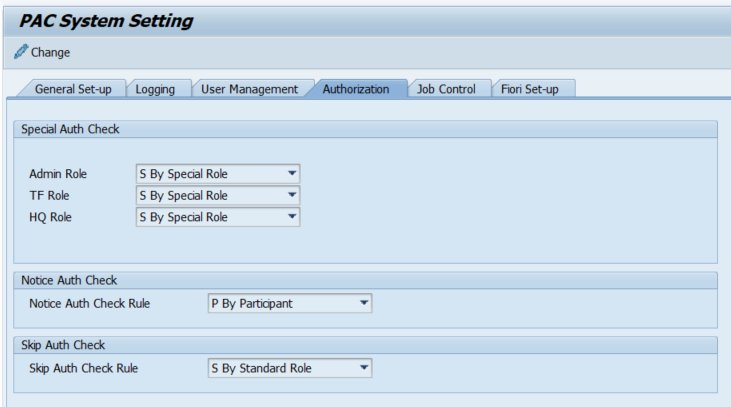 PAC System Setting
Change
General Set-up Logging User Management Authorization Job Control Fiori Set-up
Special Auth Check
Admin Role S By Special Role
TF Role S By Special Role
HQ Role S By Special Role
Notice Auth Check
Notice Auth Check Rule P By Participant
Skip Auth Check
Skip Auth Check Rule S By Standard Role